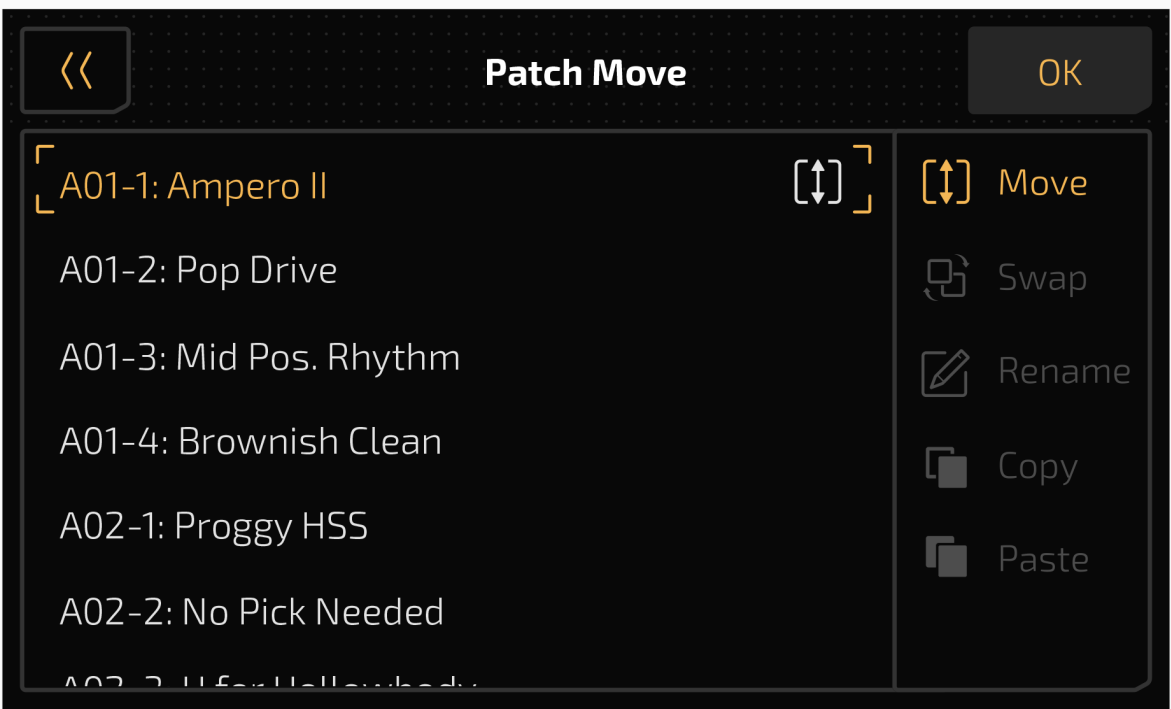 Patch Move
OK
A01-1: Ampero II
A01-2: Pop Drive
A01-3: Mid Pos. Rhythm
A01-4: Brownish Clean
A02-1: Proggy HSS
A02-2: No Pick Needed
Move
Swap
Rename
Copy
Paste